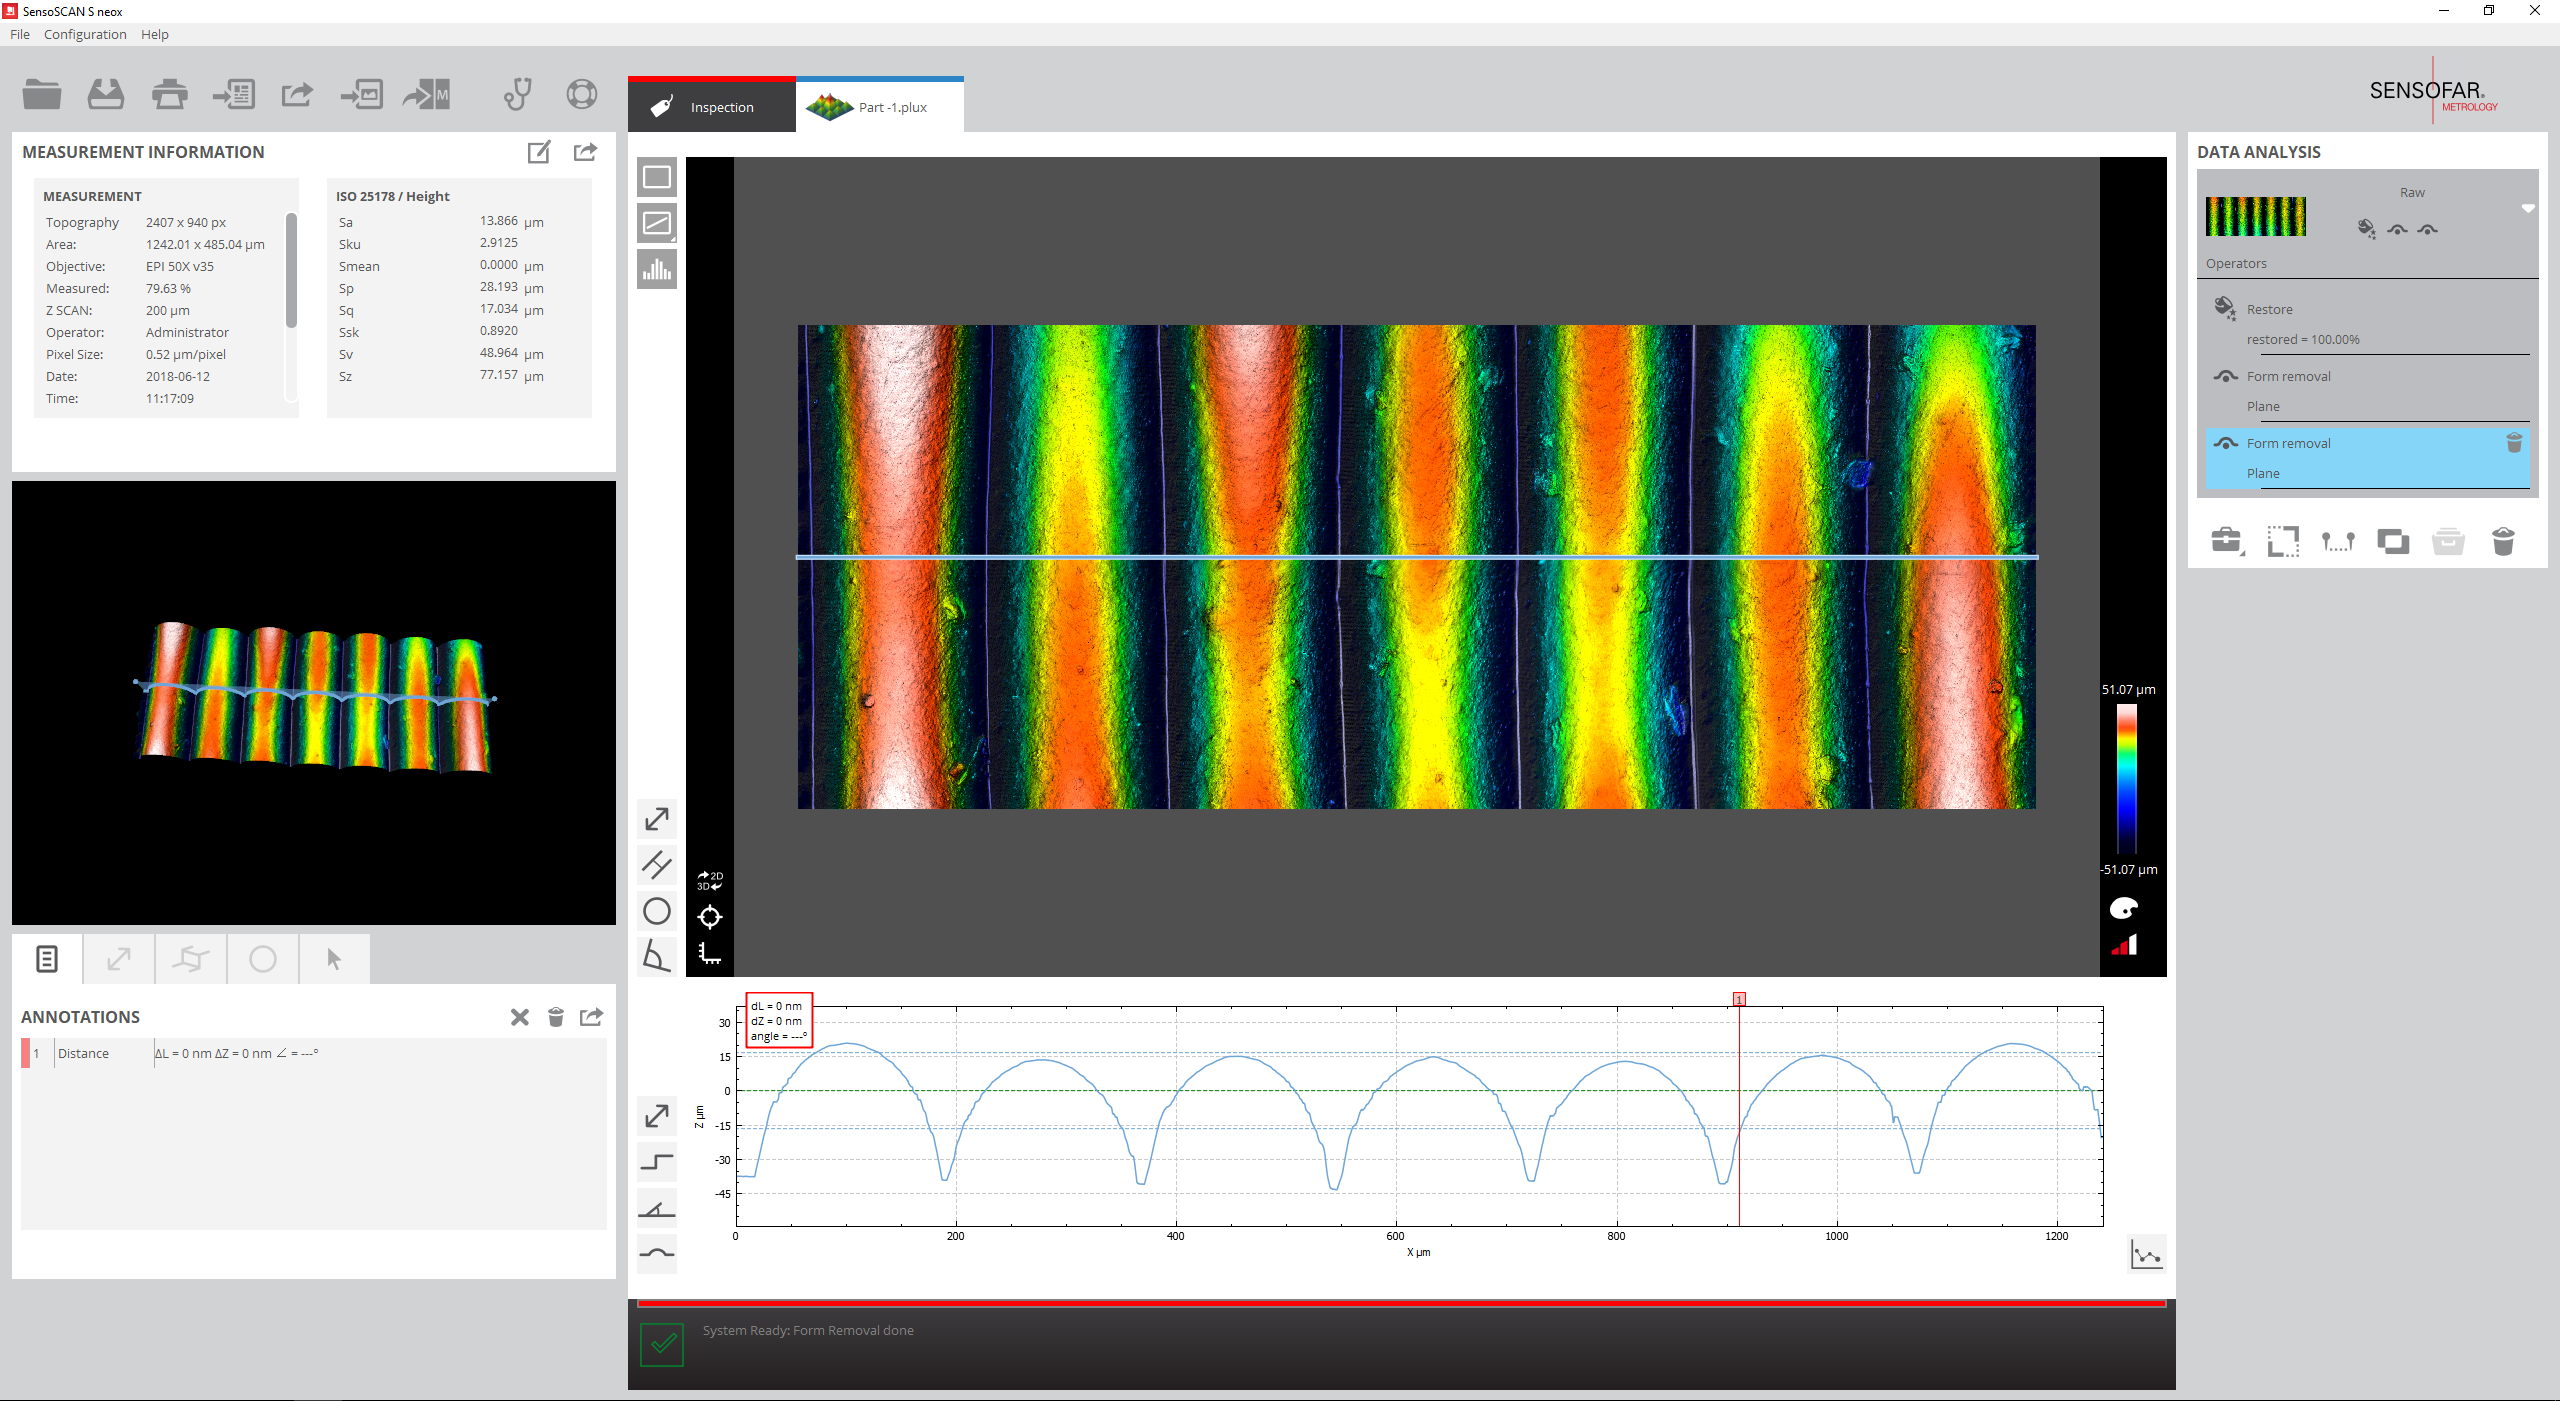 SensoSCAN S neox
File Configuration Help
M
Inspection
Part -1.plux
SENSOFAR®
METROLOGY
MEASUREMENT INFORMATION
MEASUREMENT
Topography 2407 x 940 px
Area: 1242.01 x 485.04 µm
Objective: EPI 50X v35
Measured: 79.63 %
Z SCAN: 200 µm
Operator: Administrator
Pixel Size: 0.52 µm/pixel
Date: 2018-06-12
Time: 11:17:09
ISO 25178 / Height
Sa 13.866 µm
Sku 2.9125
Smean 0.0000 µm
Sp 28.193 µm
Sq 17.034 µm
Ssk 0.8920
Sv 48.964 µm
Sz 77.157 µm
ANNOTATIONS
1 Distance ΔL = 0 nm ΔZ = 0 nm ∠ = ---°
2D
3D
51.07 µm
-51.07 µm
dL = 0 nm
dZ = 0 nm
angle = ---°
1
30
15
0
-15
-30
-45
Z µm
0 200 400 600 800 1000 1200
X µm
System Ready: Form Removal done
DATA ANALYSIS
Raw
Operators
Restore
restored = 100.00%
Form removal
Plane
Form removal
Plane